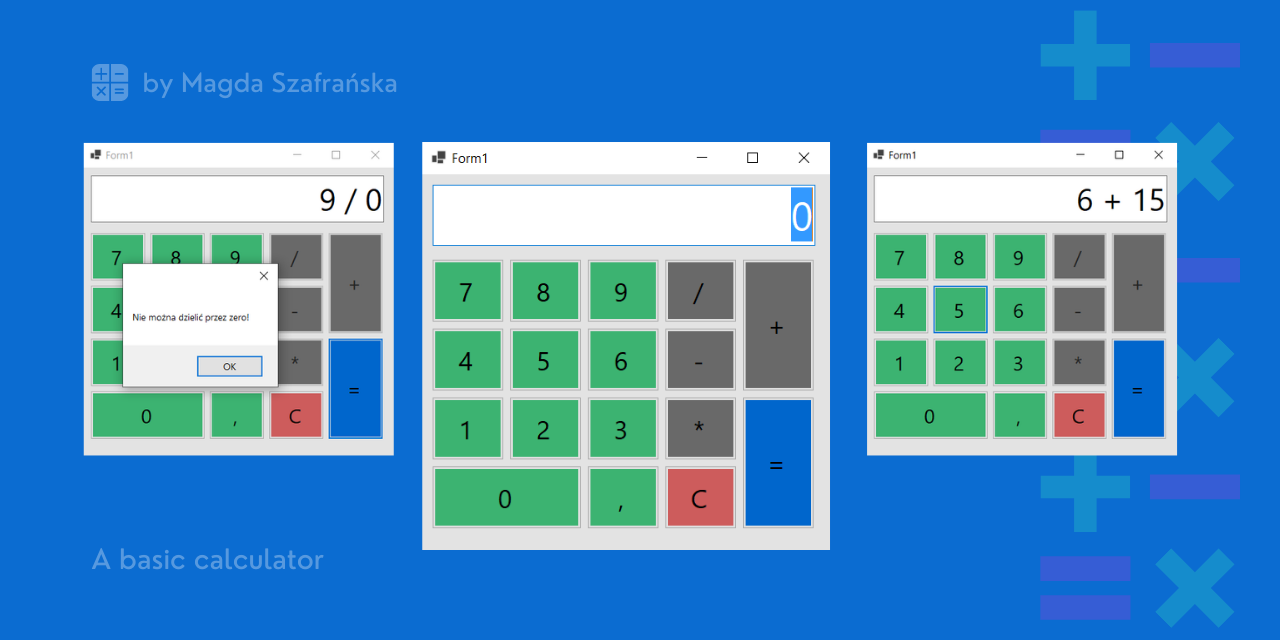 by Magda Szafrańska
Form1
9 / 0
7 8 9 /
+
4 -
Nie można dzielić przez zero!
1 *
OK
=
0 , C
Form1
0
7 8 9 /
+
4 5 6 -
1 2 3 *
=
0 , C
Form1
6 + 15
7 8 9 /
+
4 5 6 -
1 2 3 *
=
0 , C
A basic calculator